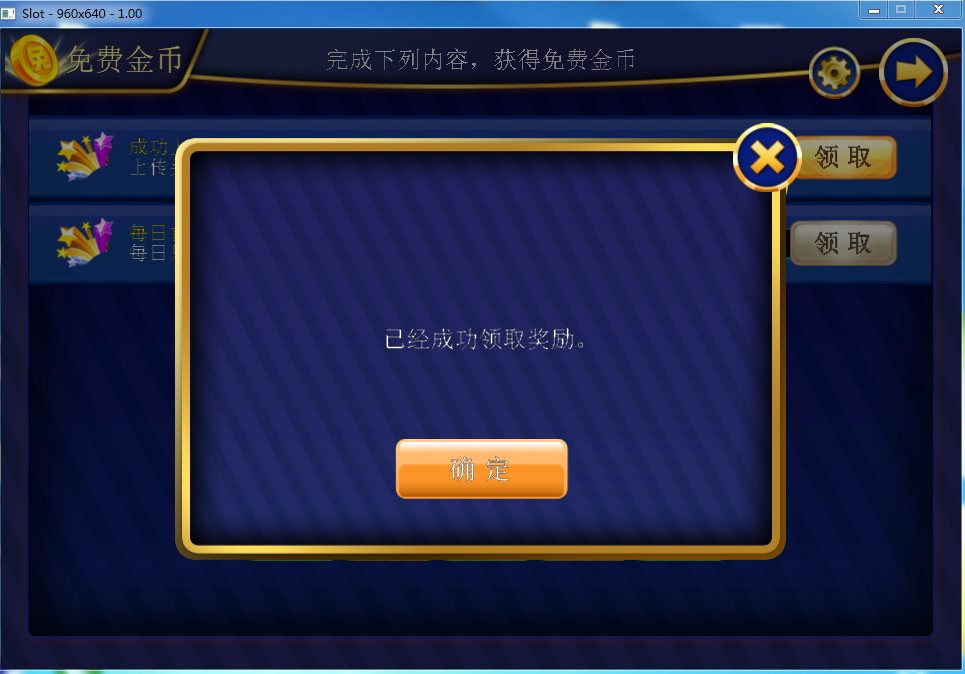 Slot - 960x640 - 1.00
免费金币
完成下列内容，获得免费金币
成功
上传
领取
每日
每日
领取
已经成功领取奖励。
确定